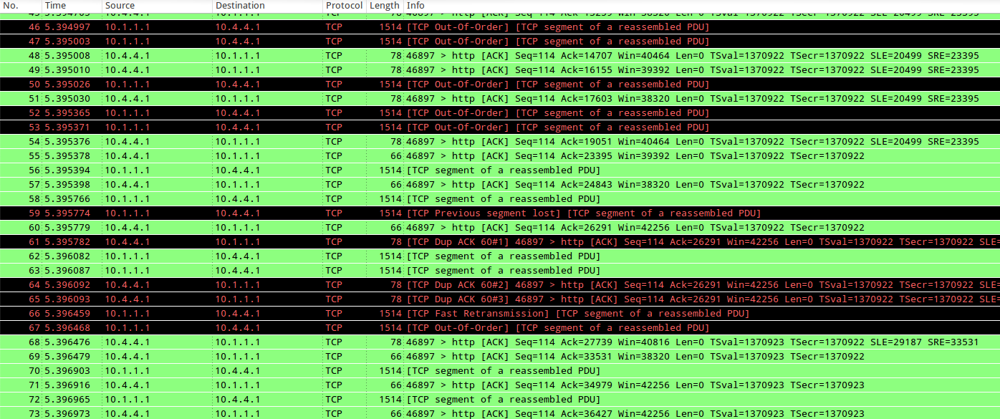 No. Time Source Destination Protocol Length Info
46 5.394997 10.1.1.1 10.4.4.1 TCP 1514 [TCP Out-Of-Order] [TCP segment of a reassembled PDU]
47 5.395003 10.1.1.1 10.4.4.1 TCP 1514 [TCP Out-Of-Order] [TCP segment of a reassembled PDU]
48 5.395008 10.4.4.1 10.1.1.1 TCP 78 46897 > http [ACK] Seq=114 Ack=14707 Win=40464 Len=0 TSval=1370922 TSecr=1370922 SLE=20499 SRE=23395
49 5.395010 10.4.4.1 10.1.1.1 TCP 78 46897 > http [ACK] Seq=114 Ack=16155 Win=39392 Len=0 TSval=1370922 TSecr=1370922 SLE=20499 SRE=23395
50 5.395026 10.1.1.1 10.4.4.1 TCP 1514 [TCP Out-Of-Order] [TCP segment of a reassembled PDU]
51 5.395030 10.4.4.1 10.1.1.1 TCP 78 46897 > http [ACK] Seq=114 Ack=17603 Win=38320 Len=0 TSval=1370922 TSecr=1370922 SLE=20499 SRE=23395
52 5.395365 10.1.1.1 10.4.4.1 TCP 1514 [TCP Out-Of-Order] [TCP segment of a reassembled PDU]
53 5.395371 10.1.1.1 10.4.4.1 TCP 1514 [TCP Out-Of-Order] [TCP segment of a reassembled PDU]
54 5.395376 10.4.4.1 10.1.1.1 TCP 78 46897 > http [ACK] Seq=114 Ack=19051 Win=40464 Len=0 TSval=1370922 TSecr=1370922 SLE=20499 SRE=23395
55 5.395378 10.4.4.1 10.1.1.1 TCP 66 46897 > http [ACK] Seq=114 Ack=23395 Win=39392 Len=0 TSval=1370922 TSecr=1370922
56 5.395394 10.1.1.1 10.4.4.1 TCP 1514 [TCP segment of a reassembled PDU]
57 5.395398 10.4.4.1 10.1.1.1 TCP 66 46897 > http [ACK] Seq=114 Ack=24843 Win=38320 Len=0 TSval=1370922 TSecr=1370922
58 5.395766 10.1.1.1 10.4.4.1 TCP 1514 [TCP segment of a reassembled PDU]
59 5.395774 10.1.1.1 10.4.4.1 TCP 1514 [TCP Previous segment lost] [TCP segment of a reassembled PDU]
60 5.395779 10.4.4.1 10.1.1.1 TCP 66 46897 > http [ACK] Seq=114 Ack=26291 Win=42256 Len=0 TSval=1370922 TSecr=1370922
61 5.395782 10.4.4.1 10.1.1.1 TCP 78 [TCP Dup ACK 60#1] 46897 > http [ACK] Seq=114 Ack=26291 Win=42256 Len=0 TSval=1370922 TSecr=1370922 SLE=
62 5.396082 10.1.1.1 10.4.4.1 TCP 1514 [TCP segment of a reassembled PDU]
63 5.396087 10.1.1.1 10.4.4.1 TCP 1514 [TCP segment of a reassembled PDU]
64 5.396092 10.4.4.1 10.1.1.1 TCP 78 [TCP Dup ACK 60#2] 46897 > http [ACK] Seq=114 Ack=26291 Win=42256 Len=0 TSval=1370922 TSecr=1370922 SLE=
65 5.396093 10.4.4.1 10.1.1.1 TCP 78 [TCP Dup ACK 60#3] 46897 > http [ACK] Seq=114 Ack=26291 Win=42256 Len=0 TSval=1370922 TSecr=1370922 SLE=
66 5.396459 10.1.1.1 10.4.4.1 TCP 1514 [TCP Fast Retransmission] [TCP segment of a reassembled PDU]
67 5.396468 10.1.1.1 10.4.4.1 TCP 1514 [TCP Out-Of-Order] [TCP segment of a reassembled PDU]
68 5.396476 10.4.4.1 10.1.1.1 TCP 78 46897 > http [ACK] Seq=114 Ack=27739 Win=40816 Len=0 TSval=1370923 TSecr=1370922 SLE=29187 SRE=33531
69 5.396479 10.4.4.1 10.1.1.1 TCP 66 46897 > http [ACK] Seq=114 Ack=33531 Win=38320 Len=0 TSval=1370923 TSecr=1370922
70 5.396903 10.1.1.1 10.4.4.1 TCP 1514 [TCP segment of a reassembled PDU]
71 5.396916 10.4.4.1 10.1.1.1 TCP 66 46897 > http [ACK] Seq=114 Ack=34979 Win=42256 Len=0 TSval=1370923 TSecr=1370923
72 5.396965 10.1.1.1 10.4.4.1 TCP 1514 [TCP segment of a reassembled PDU]
73 5.396973 10.4.4.1 10.1.1.1 TCP 66 46897 > http [ACK] Seq=114 Ack=36427 Win=42256 Len=0 TSval=1370923 TSecr=1370923